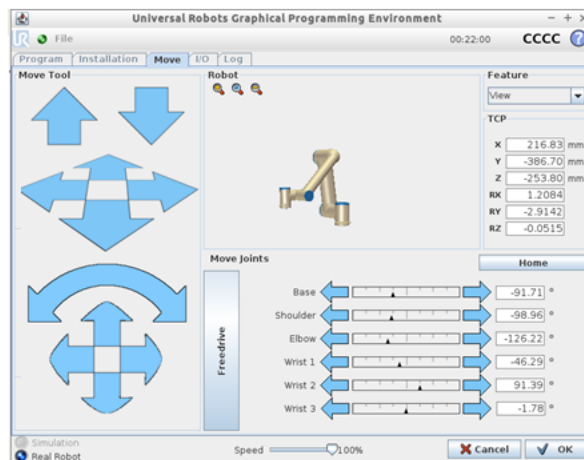 Universal Robots Graphical Programming Environment
File 00:22:00 CCCC ?
Program Installation Move I/O Log
Move Tool
Robot
Feature
View
TCP
X 216.83 mm
Y -386.70 mm
Z -253.80 mm
RX 1.2084
RY -2.9142
RZ -0.0515
Move Joints
Home
Freedrive
Base -91.71 °
Shoulder -98.96 °
Elbow -126.22 °
Wrist 1 -46.29 °
Wrist 2 91.39 °
Wrist 3 -1.78 °
Simulation
Real Robot
Speed 100%
Cancel
OK